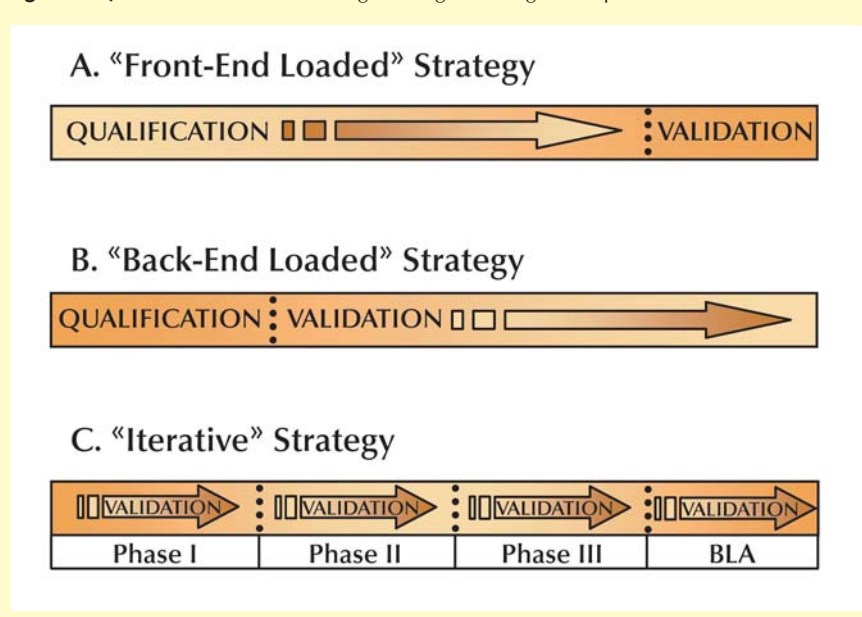 A. “Front-End Loaded” Strategy
QUALIFICATION VALIDATION
B. “Back-End Loaded” Strategy
QUALIFICATION VALIDATION
C. “Iterative” Strategy
VALIDATION VALIDATION VALIDATION VALIDATION
Phase I Phase II Phase III BLA